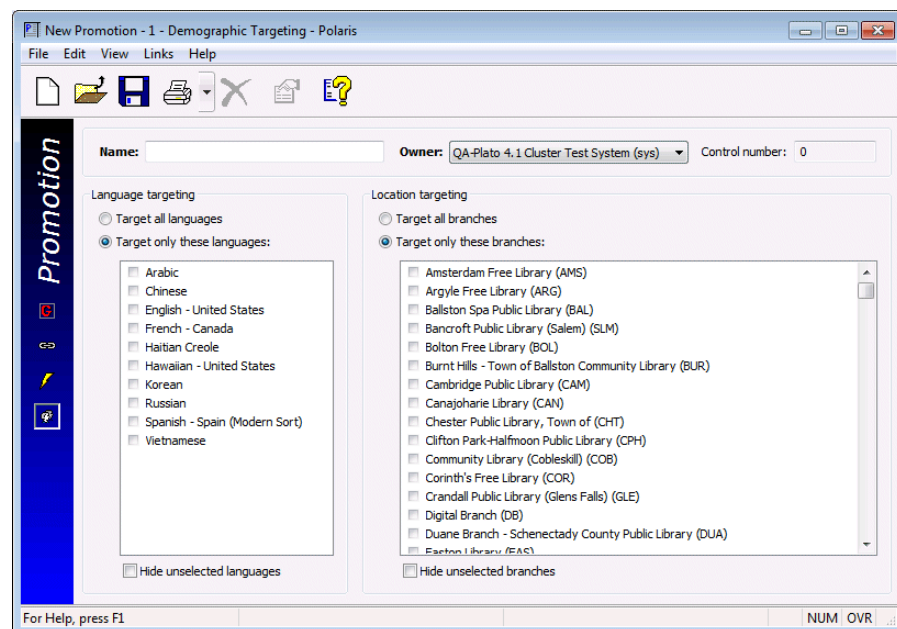 New Promotion - 1 - Demographic Targeting - Polaris
File Edit View Links Help
Promotion
Name:
Owner: QA-Plato 4.1 Cluster Test System (sys)
Control number: 0
Language targeting
Target all languages
Target only these languages:
Arabic
Chinese
English - United States
French - Canada
Haitian Creole
Hawaiian - United States
Korean
Russian
Spanish - Spain (Modern Sort)
Vietnamese
Hide unselected languages
Location targeting
Target all branches
Target only these branches:
Amsterdam Free Library (AMS)
Argyle Free Library (ARG)
Ballston Spa Public Library (BAL)
Bancroft Public Library (Salem) (SLM)
Bolton Free Library (BOL)
Burnt Hills - Town of Ballston Community Library (BUR)
Cambridge Public Library (CAM)
Canajoharie Library (CAN)
Chester Public Library, Town of (CHT)
Clifton Park-Halfmoon Public Library (CPH)
Community Library (Cobleskill) (COB)
Corinth's Free Library (COR)
Crandall Public Library (Glens Falls) (GLE)
Digital Branch (DB)
Duane Branch - Schenectady County Public Library (DUA)
Easton Library (EAS)
Hide unselected branches
For Help, press F1
NUM OVR